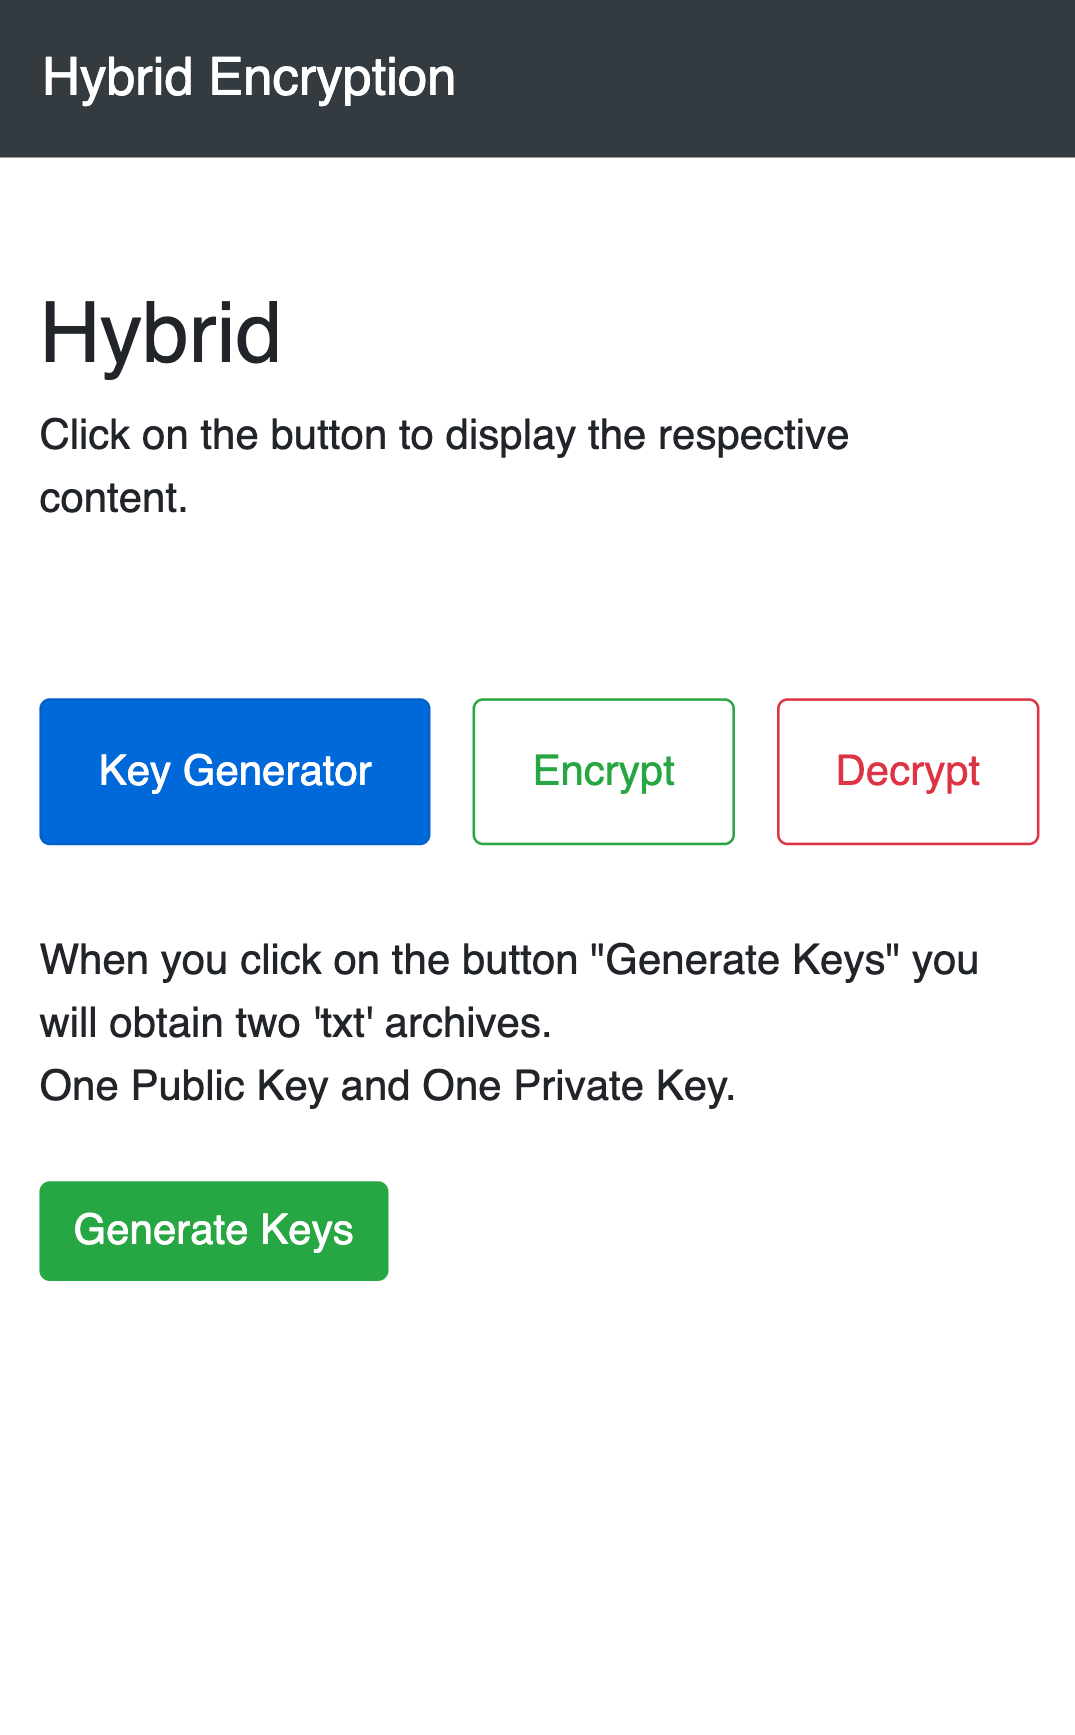 Hybrid Encryption
Hybrid
Click on the button to display the respective
content.
Key Generator
Encrypt
Decrypt
When you click on the button "Generate Keys" you
will obtain two 'txt' archives.
One Public Key and One Private Key.
Generate Keys